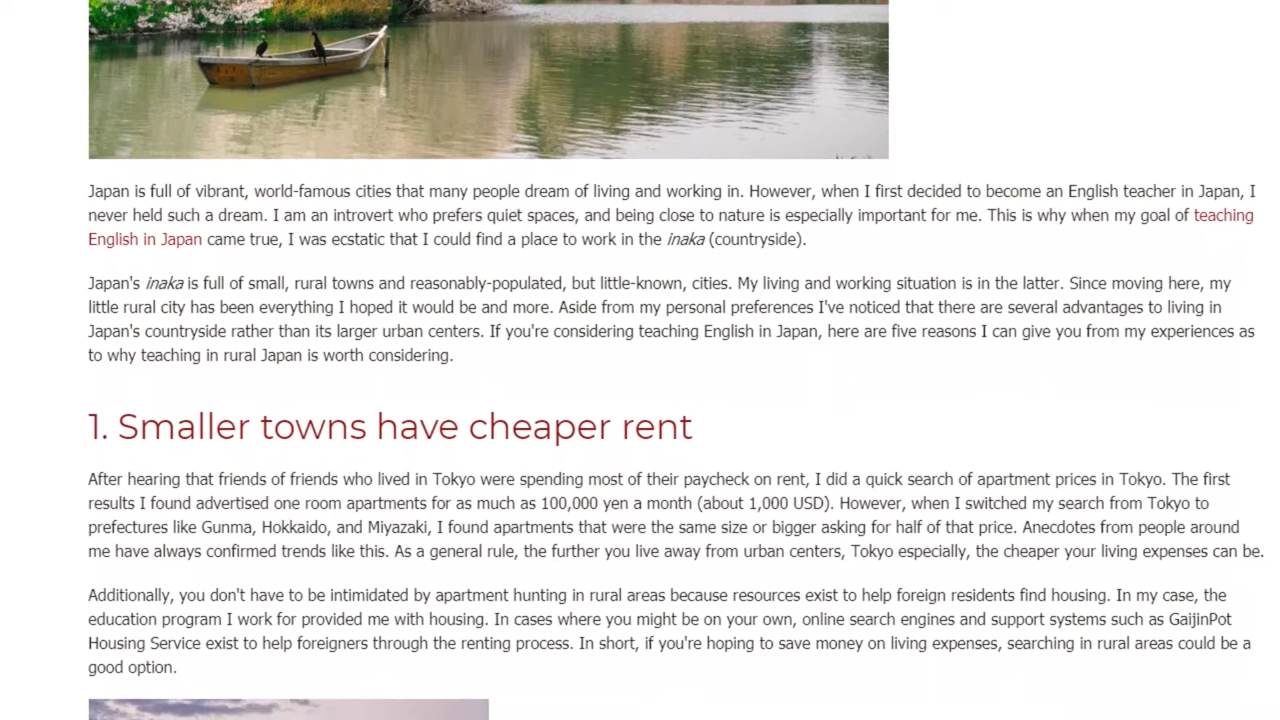 Japan is full of vibrant, world-famous cities that many people dream of living and working in. However, when I first decided to become an English teacher in Japan, I
never held such a dream. I am an introvert who prefers quiet spaces, and being close to nature is especially important for me. This is why when my goal of teaching
English in Japan came true, I was ecstatic that I could find a place to work in the inaka (countryside).
Japan's inaka is full of small, rural towns and reasonably-populated, but little-known, cities. My living and working situation is in the latter. Since moving here, my
little rural city has been everything I hoped it would be and more. Aside from my personal preferences I've noticed that there are several advantages to living in
Japan's countryside rather than its larger urban centers. If you're considering teaching English in Japan, here are five reasons I can give you from my experiences as
to why teaching in rural Japan is worth considering.
1. Smaller towns have cheaper rent
After hearing that friends of friends who lived in Tokyo were spending most of their paycheck on rent, I did a quick search of apartment prices in Tokyo. The first
results I found advertised one room apartments for as much as 100,000 yen a month (about 1,000 USD). However, when I switched my search from Tokyo to
prefectures like Gunma, Hokkaido, and Miyazaki, I found apartments that were the same size or bigger asking for half of that price. Anecdotes from people around
me have always confirmed trends like this. As a general rule, the further you live away from urban centers, Tokyo especially, the cheaper your living expenses can be.
Additionally, you don't have to be intimidated by apartment hunting in rural areas because resources exist to help foreign residents find housing. In my case, the
education program I work for provided me with housing. In cases where you might be on your own, online search engines and support systems such as GaijinPot
Housing Service exist to help foreigners through the renting process. In short, if you're hoping to save money on living expenses, searching in rural areas could be a
good option.